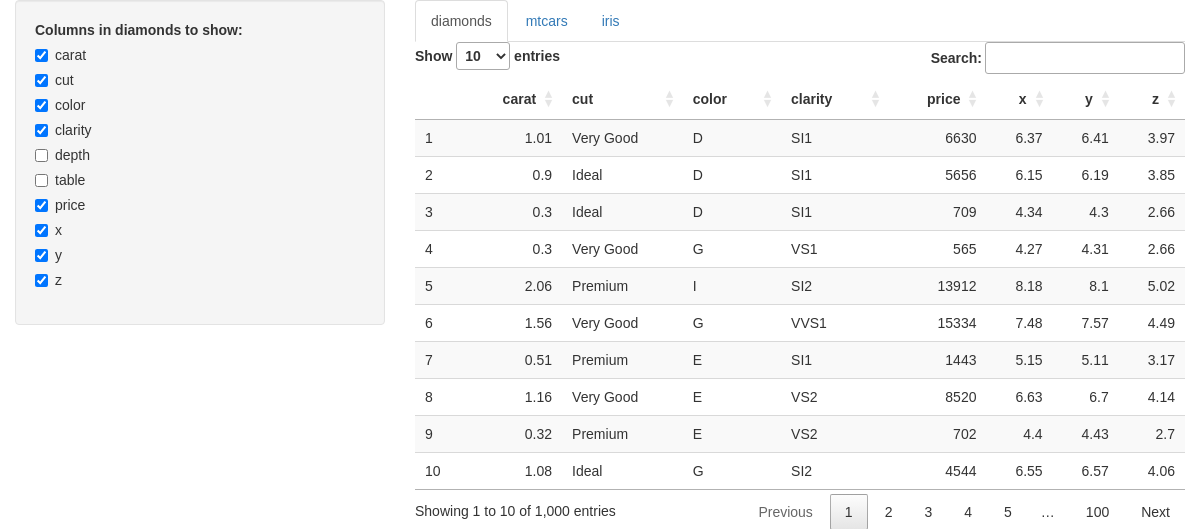 Columns in diamonds to show:
carat
cut
color
clarity
depth
table
price
x
y
z
diamonds mtcars iris
Show 10 entries Search:
carat cut color clarity price x y z
1 1.01 Very Good D SI1 6630 6.37 6.41 3.97
2 0.9 Ideal D SI1 5656 6.15 6.19 3.85
3 0.3 Ideal D SI1 709 4.34 4.3 2.66
4 0.3 Very Good G VS1 565 4.27 4.31 2.66
5 2.06 Premium I SI2 13912 8.18 8.1 5.02
6 1.56 Very Good G VVS1 15334 7.48 7.57 4.49
7 0.51 Premium E SI1 1443 5.15 5.11 3.17
8 1.16 Very Good E VS2 8520 6.63 6.7 4.14
9 0.32 Premium E VS2 702 4.4 4.43 2.7
10 1.08 Ideal G SI2 4544 6.55 6.57 4.06
Showing 1 to 10 of 1,000 entries Previous 1 2 3 4 5 … 100 Next